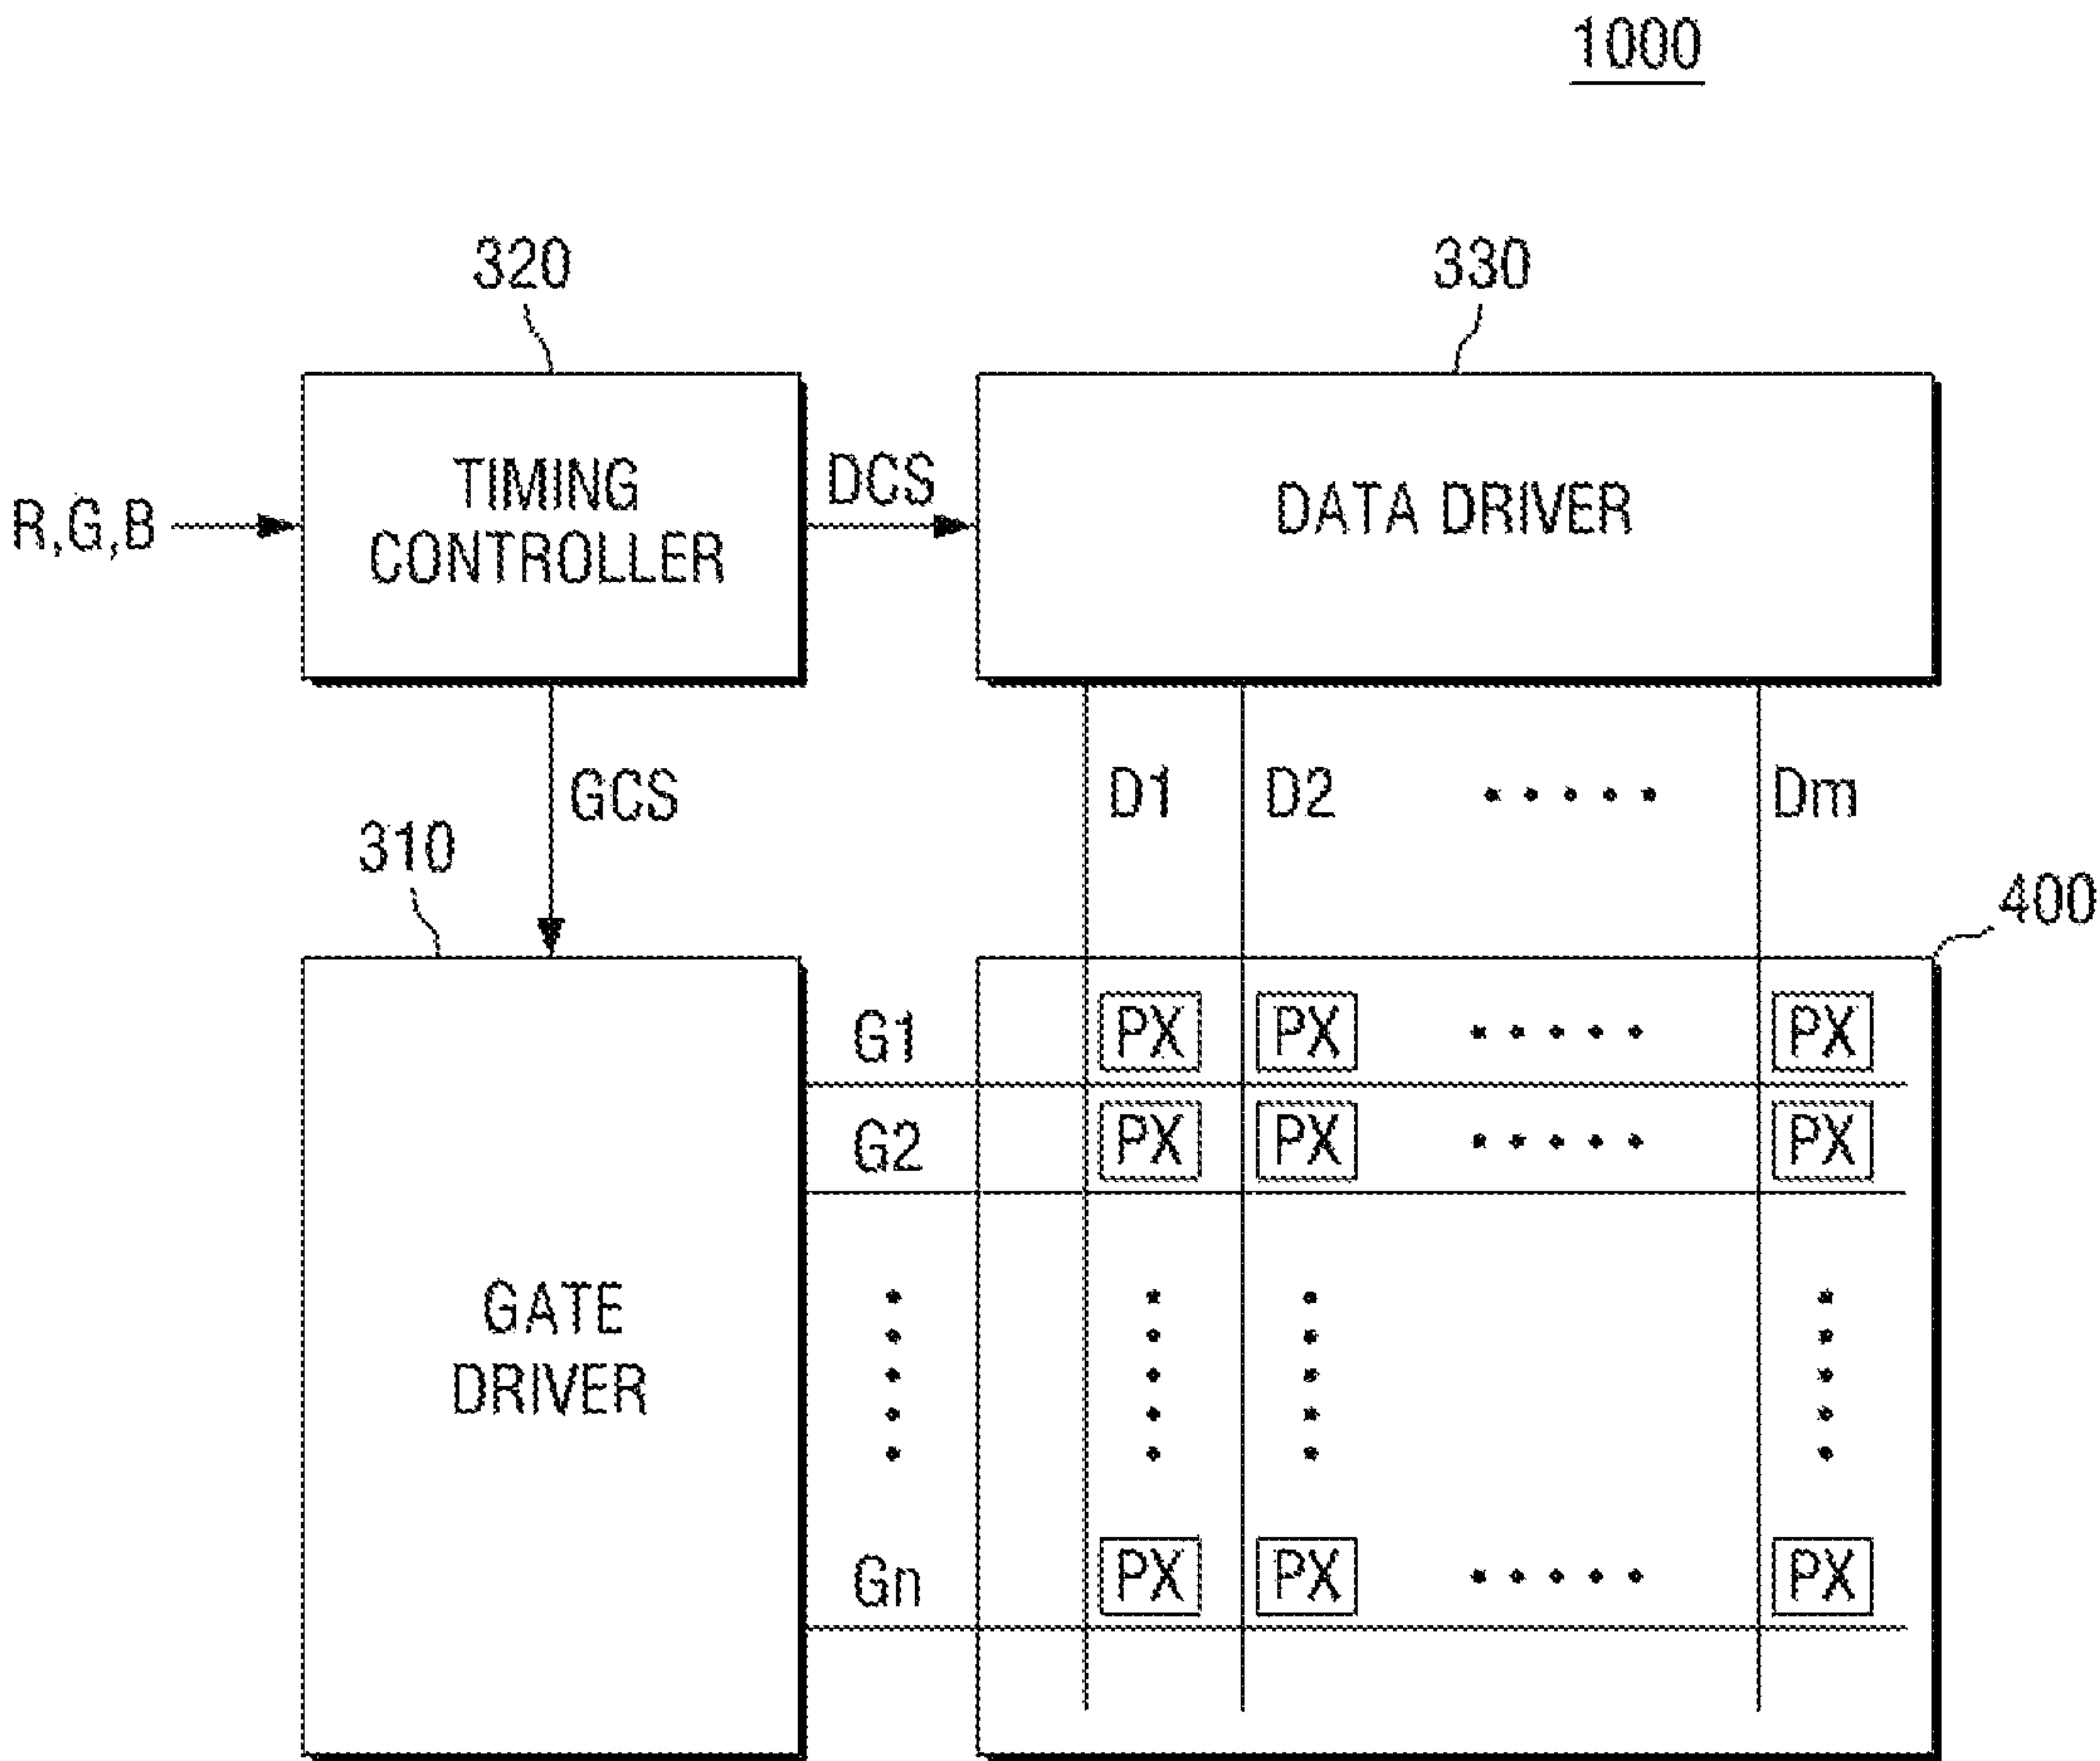 1000
320
330
R,G,B
TIMING
CONTROLLER
DCS
DATA DRIVER
GCS
D1 D2 ..... Dm
310
400
G1 PX PX ..... PX
G2 PX PX ..... PX
GATE
DRIVER
Gn PX PX ..... PX